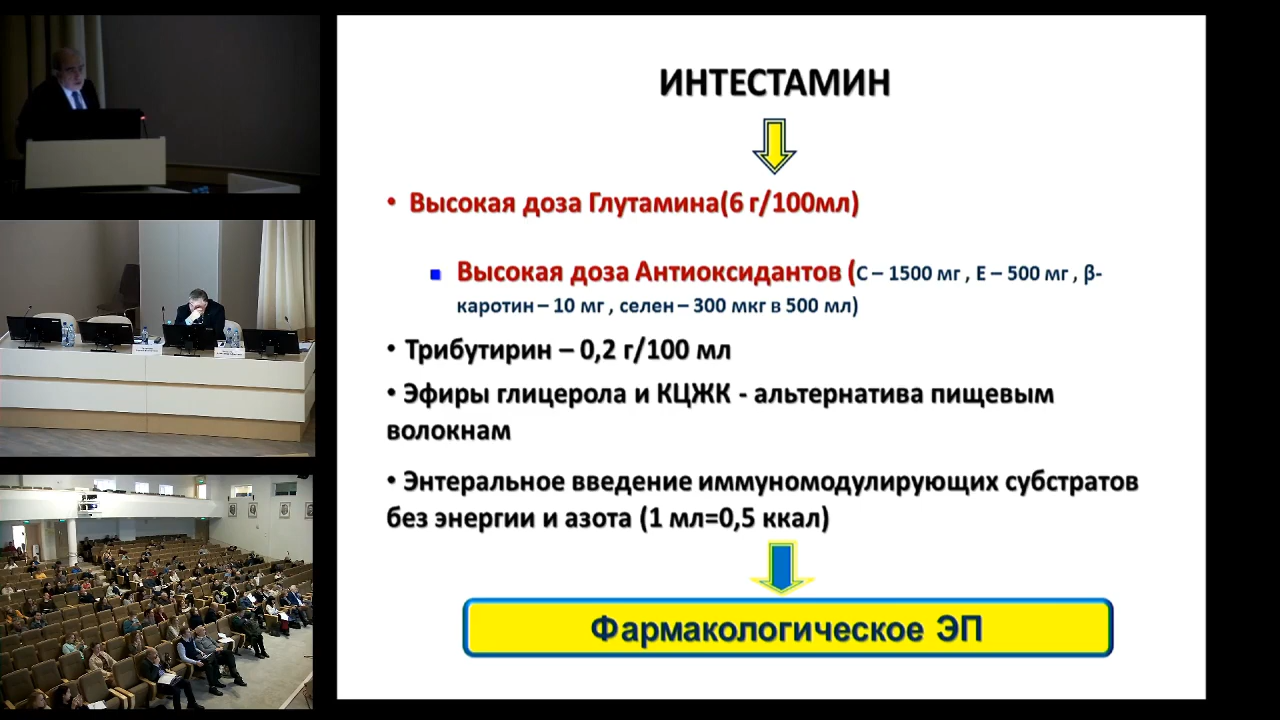 ИНТЕСТАМИН
• Высокая доза Глутамина(6 г/100мл)
▪ Высокая доза Антиоксидантов (С – 1500 мг , Е – 500 мг , β-
каротин – 10 мг , селен – 300 мкг в 500 мл)
• Трибутирин – 0,2 г/100 мл
• Эфиры глицерола и КЦЖК - альтернатива пищевым
волокнам
• Энтеральное введение иммуномодулирующих субстратов
без энергии и азота (1 мл=0,5 ккал)
Фармакологическое ЭП